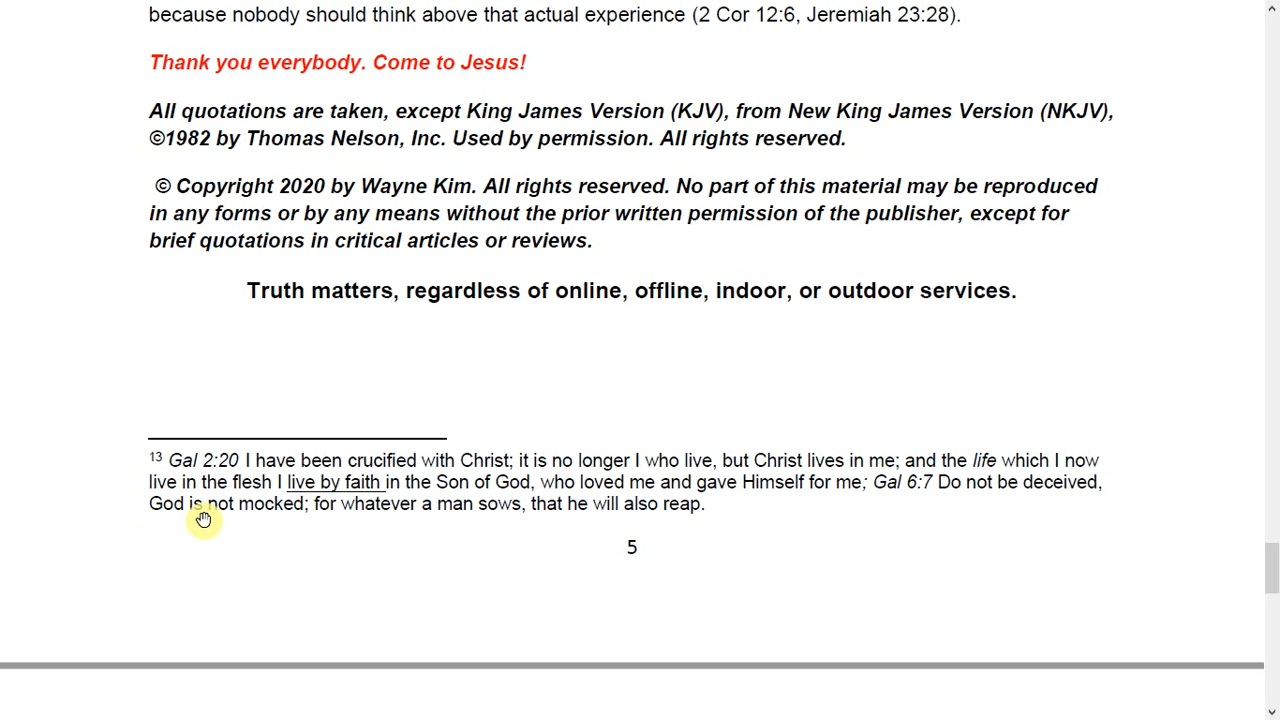 because nobody should think above that actual experience (2 Cor 12:6, Jeremiah 23:28).
Thank you everybody. Come to Jesus!
All quotations are taken, except King James Version (KJV), from New King James Version (NKJV),
©1982 by Thomas Nelson, Inc. Used by permission. All rights reserved.
© Copyright 2020 by Wayne Kim. All rights reserved. No part of this material may be reproduced
in any forms or by any means without the prior written permission of the publisher, except for
brief quotations in critical articles or reviews.
Truth matters, regardless of online, offline, indoor, or outdoor services.
13 Gal 2:20 I have been crucified with Christ; it is no longer I who live, but Christ lives in me; and the life which I now
live in the flesh I live by faith in the Son of God, who loved me and gave Himself for me; Gal 6:7 Do not be deceived,
God is not mocked; for whatever a man sows, that he will also reap.
5